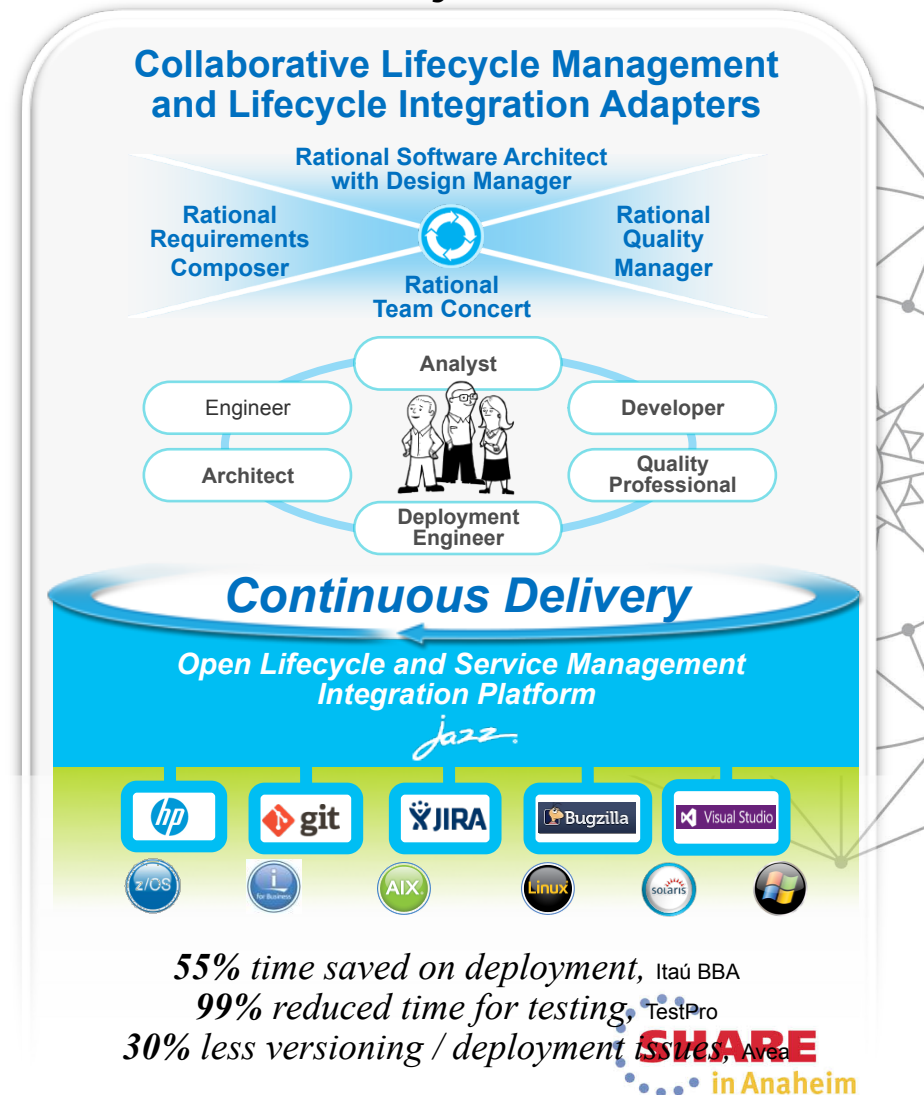 Collaborative Lifecycle Management
and Lifecycle Integration Adapters
Rational Software Architect
with Design Manager
Rational
Requirements
Composer
Rational
Quality
Manager
Rational
Team Concert
Analyst
Engineer
Developer
Architect
Quality
Professional
Deployment
Engineer
Continuous Delivery
Open Lifecycle and Service Management
Integration Platform
jazz
hp
git
JIRA
Bugzilla
Visual Studio
z/OS
i
for Business
AIX
Linux
solaris
55% time saved on deployment, Itaú BBA
99% reduced time for testing, TestPro
30% less versioning / deployment issues, Avea
SHARE
in Anaheim